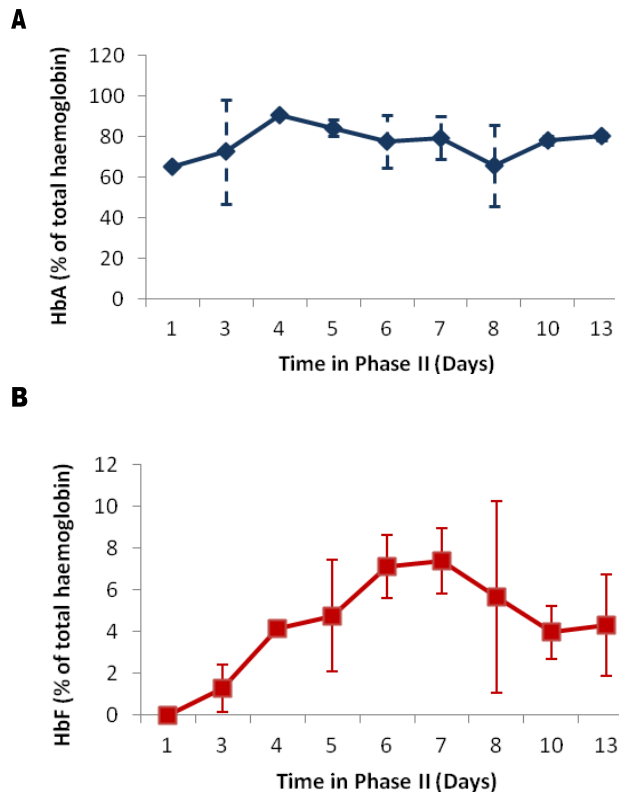 A
HbA (% of total haemoglobin)
120
100
80
60
40
20
0
1 3 4 5 6 7 8 10 13
Time in Phase II (Days)
B
HbF (% of total haemoglobin)
12
10
8
6
4
2
0
1 3 4 5 6 7 8 10 13
Time in Phase II (Days)